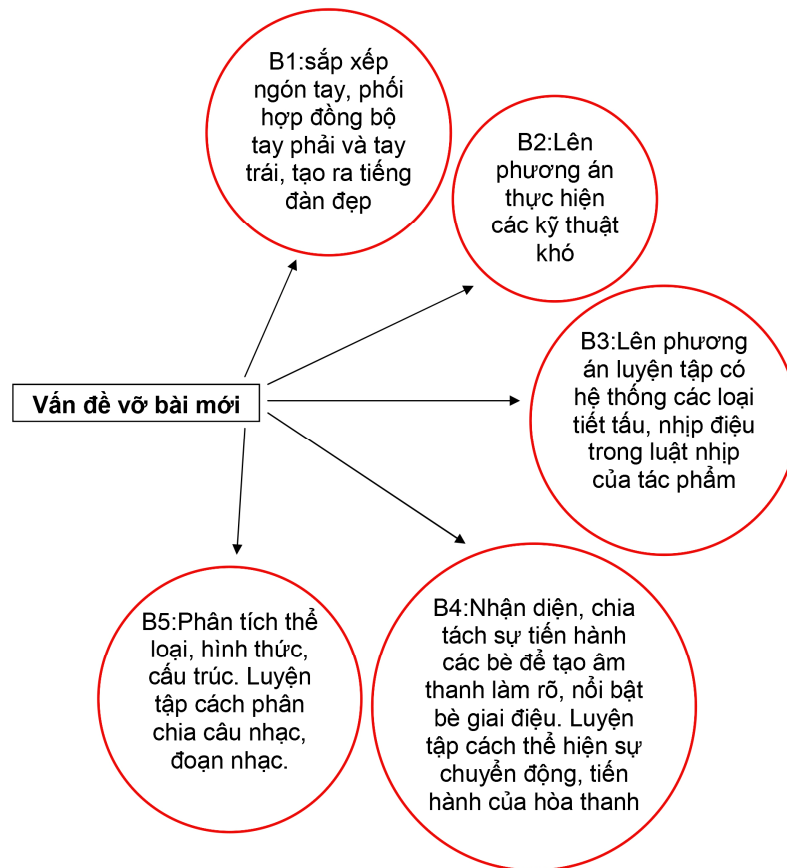 B1:sắp xếp
ngón tay, phối
hợp đồng bộ
tay phải và tay
trái, tạo ra tiếng
đàn đẹp
B2:Lên
phương án
thực hiện
các kỹ thuật
khó
B3:Lên phương
án luyện tập có
hệ thống các loại
tiết tấu, nhịp điệu
trong luật nhịp
của tác phẩm
Vấn đề vỡ bài mới
B4:Nhận diện, chia
tách sự tiến hành
các bè để tạo âm
thanh làm rõ, nổi bật
bè giai điệu. Luyện
tập cách thể hiện sự
chuyển động, tiến
hành của hòa thanh
B5:Phân tích thể
loại, hình thức,
cấu trúc. Luyện
tập cách phân
chia câu nhạc,
đoạn nhạc.